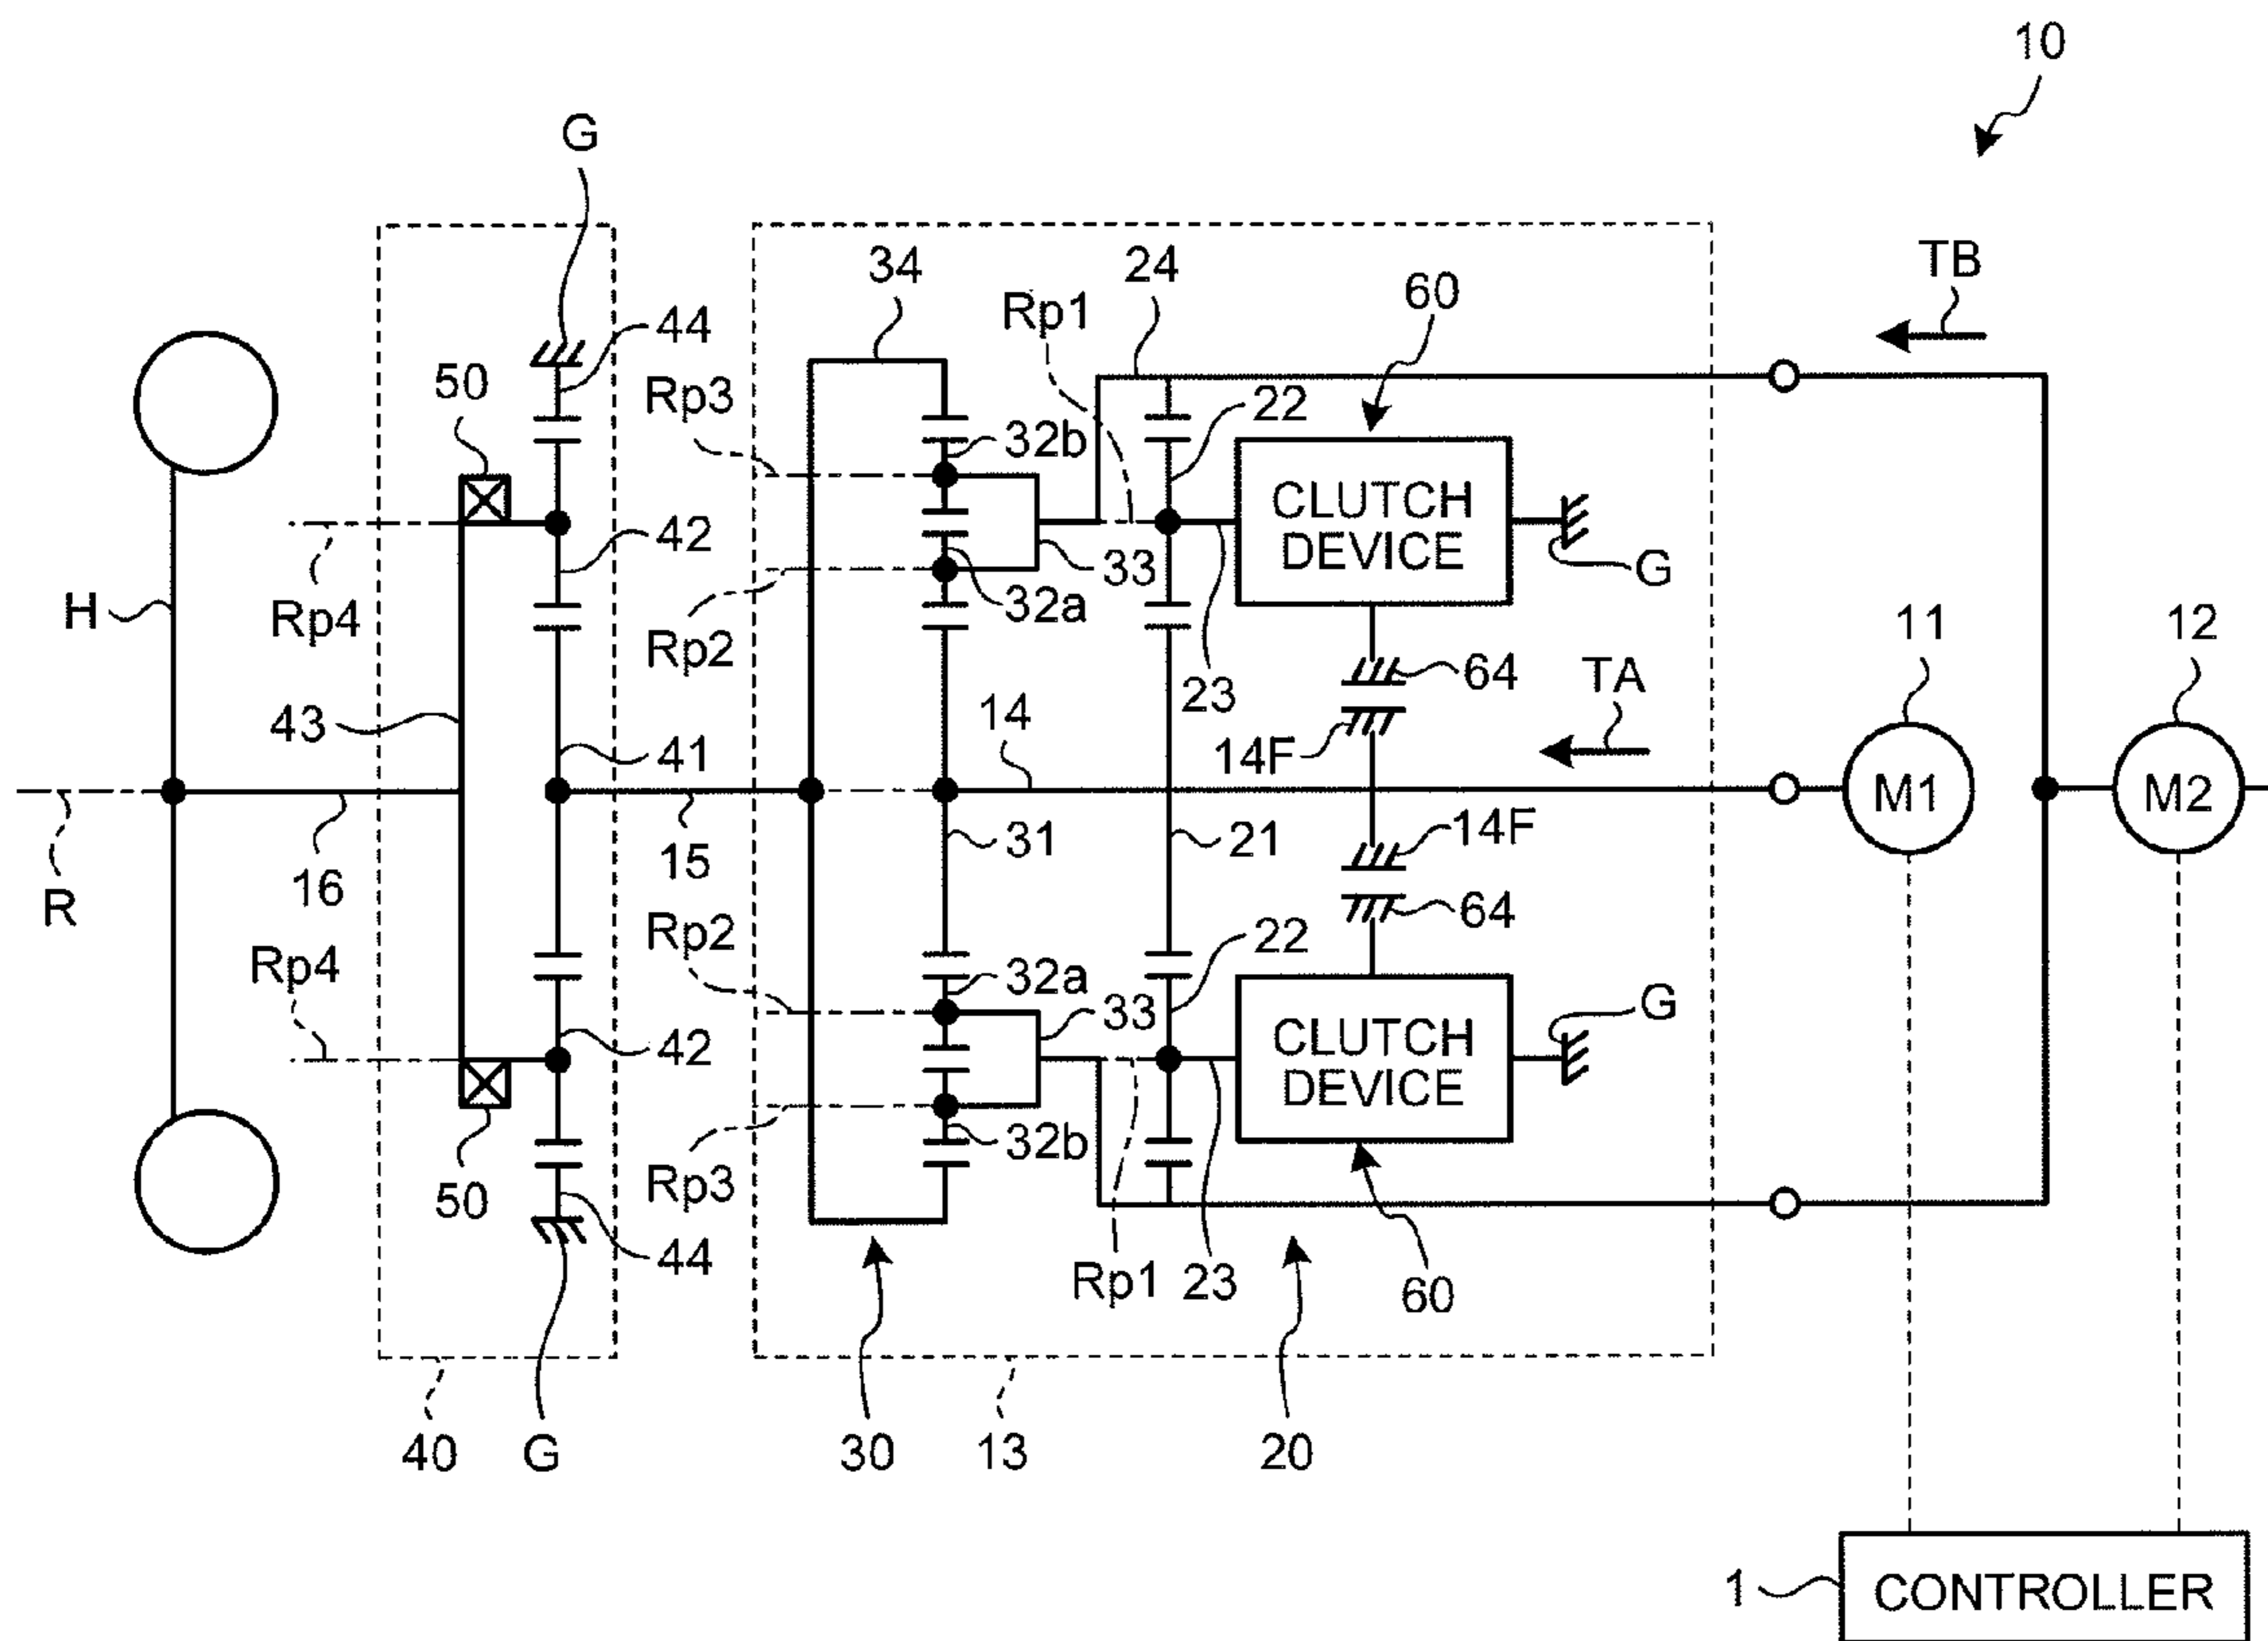 10
G
34
24
Rp1
60
TB
44
50
Rp3
22
32b
CLUTCH
DEVICE
42
33
G
H
Rp4
32a
Rp2
11
12
64
TA
23
43
14
41
14F
M1
M2
31
21
14F
15
16
R
Rp2
64
Rp4
22
32a
33
G
42
CLUTCH
DEVICE
32b
50
Rp3
44
Rp1
23
60
40
G
30
13
20
1
CONTROLLER